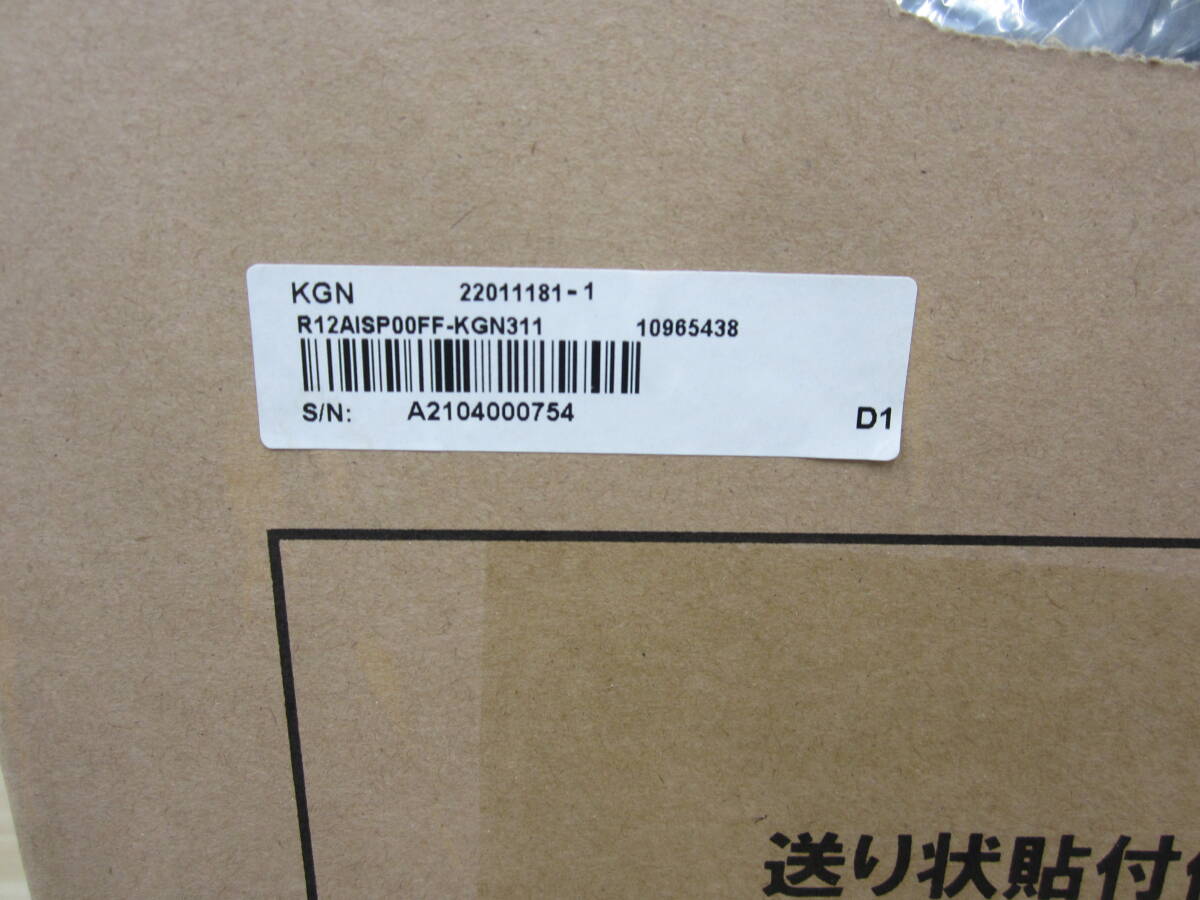 KGN 22011181-1
R12AISP00FF-KGN311 10965438
S/N: A2104000754
D1
送り状貼付